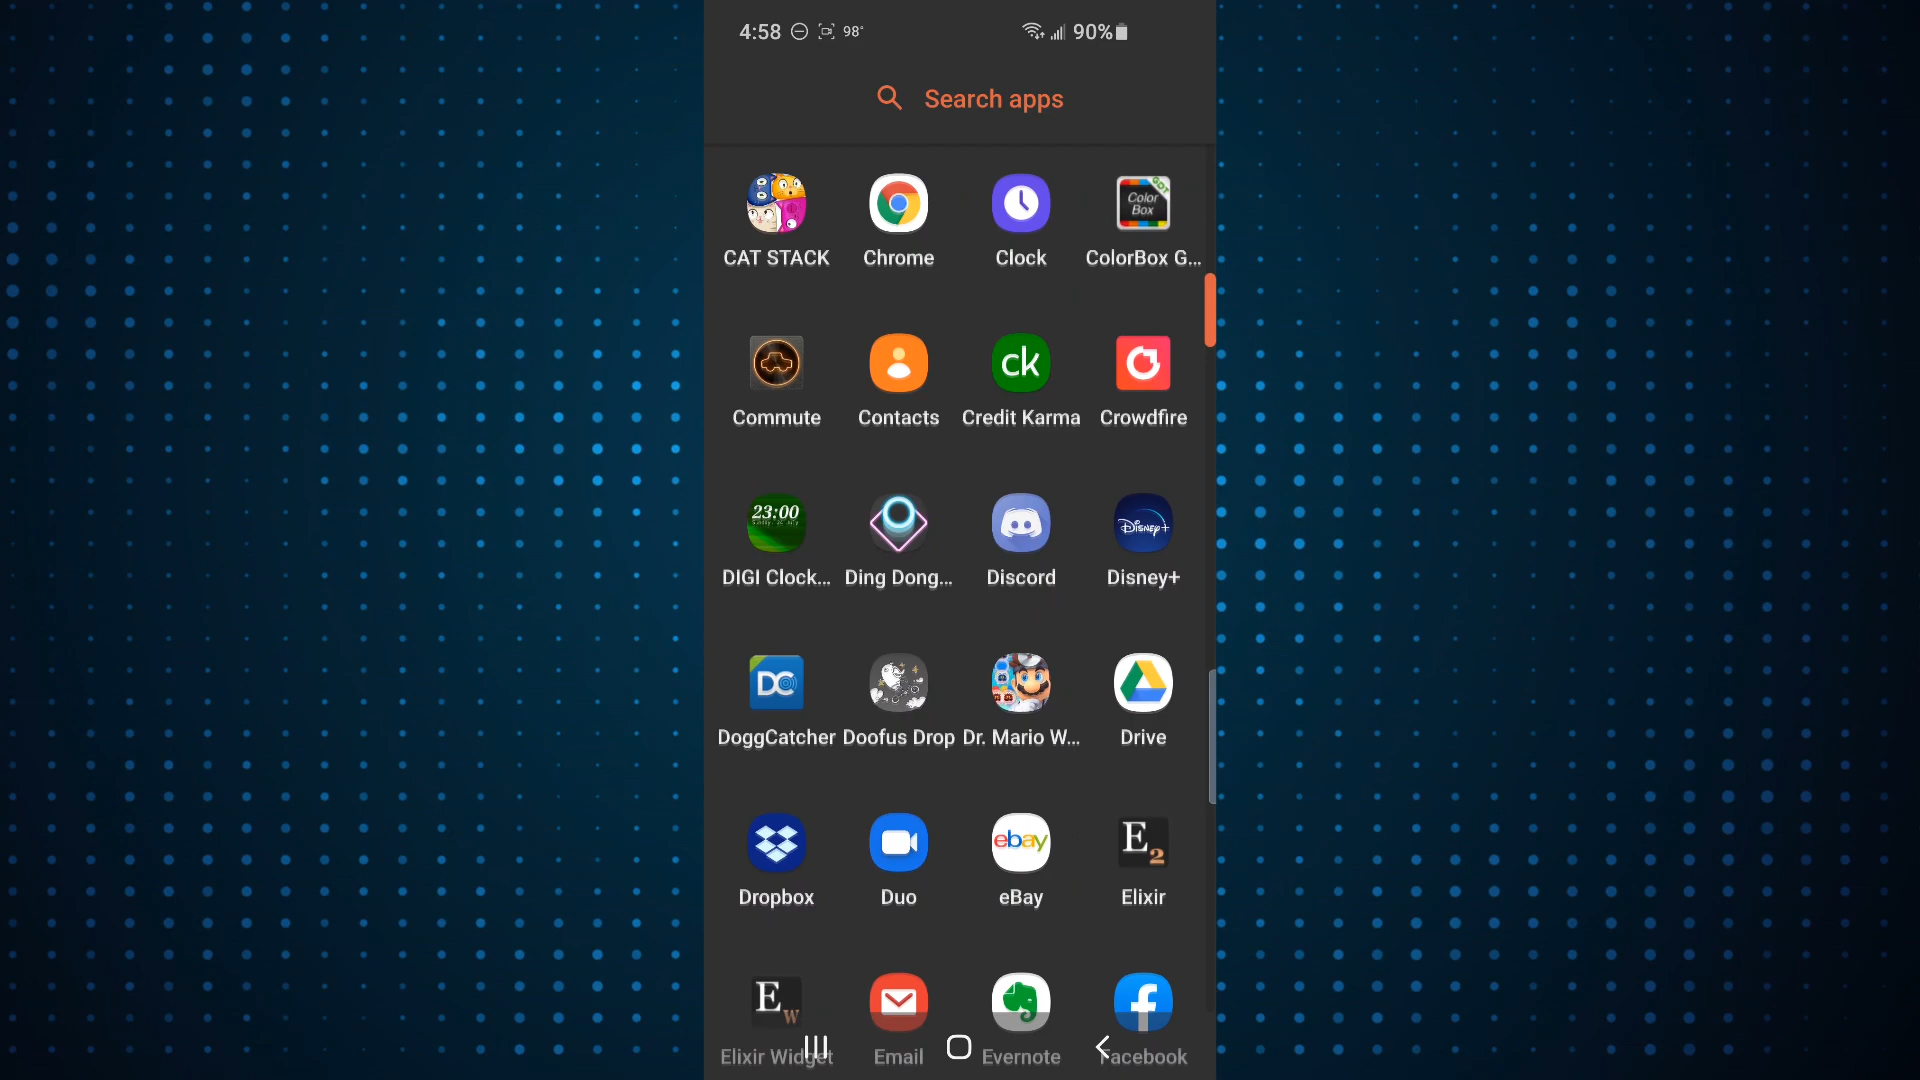 4:58 98° 90%
Search apps
Color
Box
GDT
CAT STACK Chrome Clock ColorBox G...
ck
Commute Contacts Credit Karma Crowdfire
23:00
Disney+
DIGI Clock... Ding Dong... Discord Disney+
DC
DoggCatcher Doofus Drop Dr. Mario W... Drive
ebay E2
Dropbox Duo eBay Elixir
EW f
Elixir Widget Email Evernote Facebook